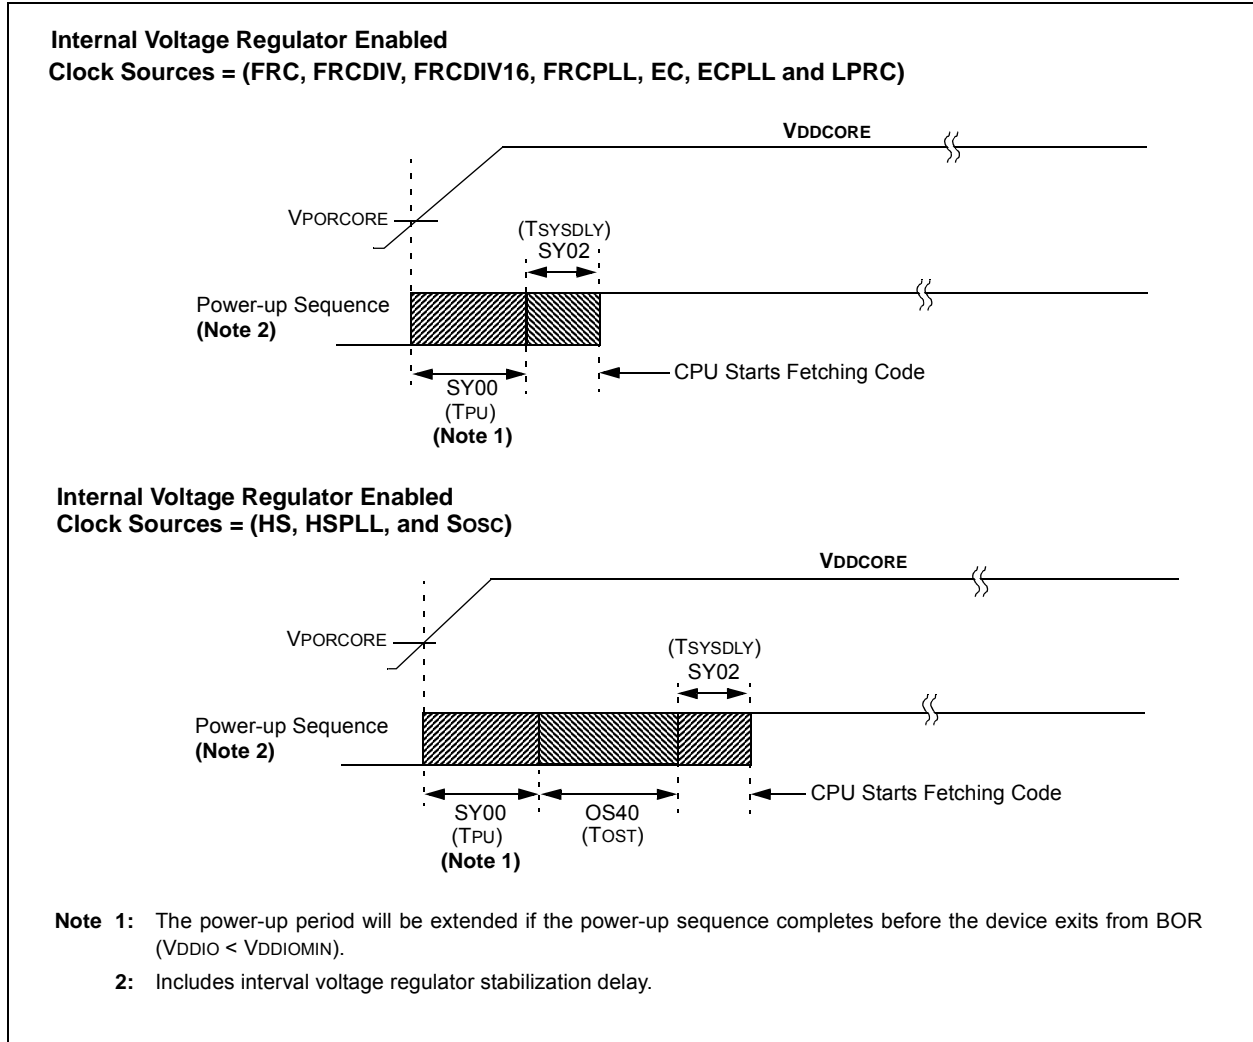 Internal Voltage Regulator Enabled
Clock Sources = (FRC, FRCDIV, FRCDIV16, FRCPLL, EC, ECPLL and LPRC)
VDDCORE
VPORCORE
(TSYSDLY)
SY02
Power-up Sequence
(Note 2)
CPU Starts Fetching Code
SY00
(TPU)
(Note 1)
Internal Voltage Regulator Enabled
Clock Sources = (HS, HSPLL, and SOSC)
VDDCORE
VPORCORE
(TSYSDLY)
SY02
Power-up Sequence
(Note 2)
CPU Starts Fetching Code
SY00
(TPU)
(Note 1)
OS40
(TOST)
Note 1: The power-up period will be extended if the power-up sequence completes before the device exits from BOR
(VDDIO < VDDIOMIN).
2: Includes interval voltage regulator stabilization delay.